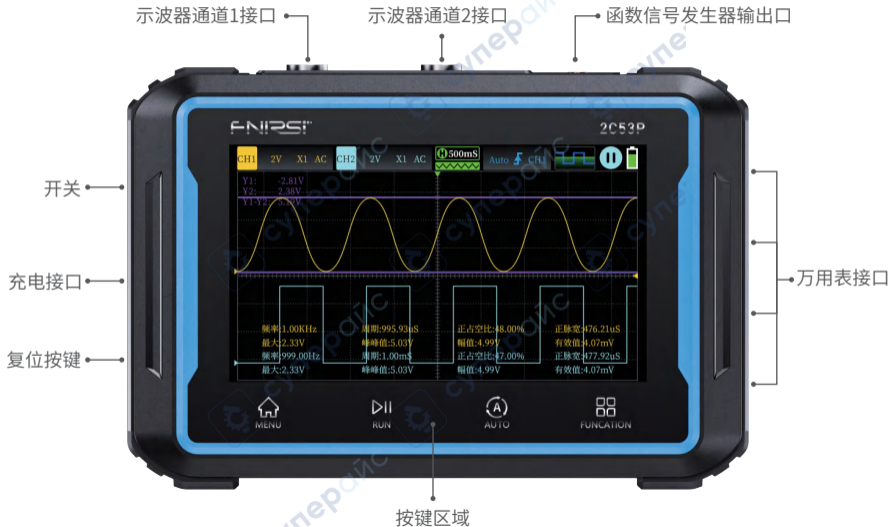 示波器通道1接口
示波器通道2接口
函数信号发生器输出口
FNIRSI
2C53P
CH1 2V X1 AC CH2 2V X1 AC H 500mS Auto CH1
Y1: -2.81V
Y2: 2.38V
Y1-Y2: 5.19V
开关
充电接口
复位按键
万用表接口
频率:1.00KHz 周期:995.93uS 正占空比:48.00% 正脉宽:476.21uS
最大:2.33V 峰峰值:5.03V 幅值:4.99V 有效值:4.07mV
频率:999.00Hz 周期:1.00mS 正占空比:47.00% 正脉宽:477.92uS
最大:2.33V 峰峰值:5.03V 幅值:4.99V 有效值:4.07mV
A
MENU RUN AUTO FUNCATION
按键区域
суперайс